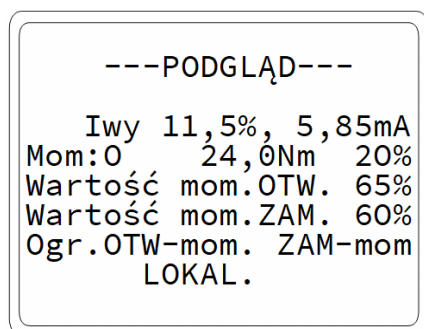 ---PODGLĄD---
Iwy 11,5%, 5,85mA
Mom:O 24,0Nm 20%
Wartość mom.OTW. 65%
Wartość mom.ZAM. 60%
Ogr.OTW-mom. ZAM-mom
LOKAL.